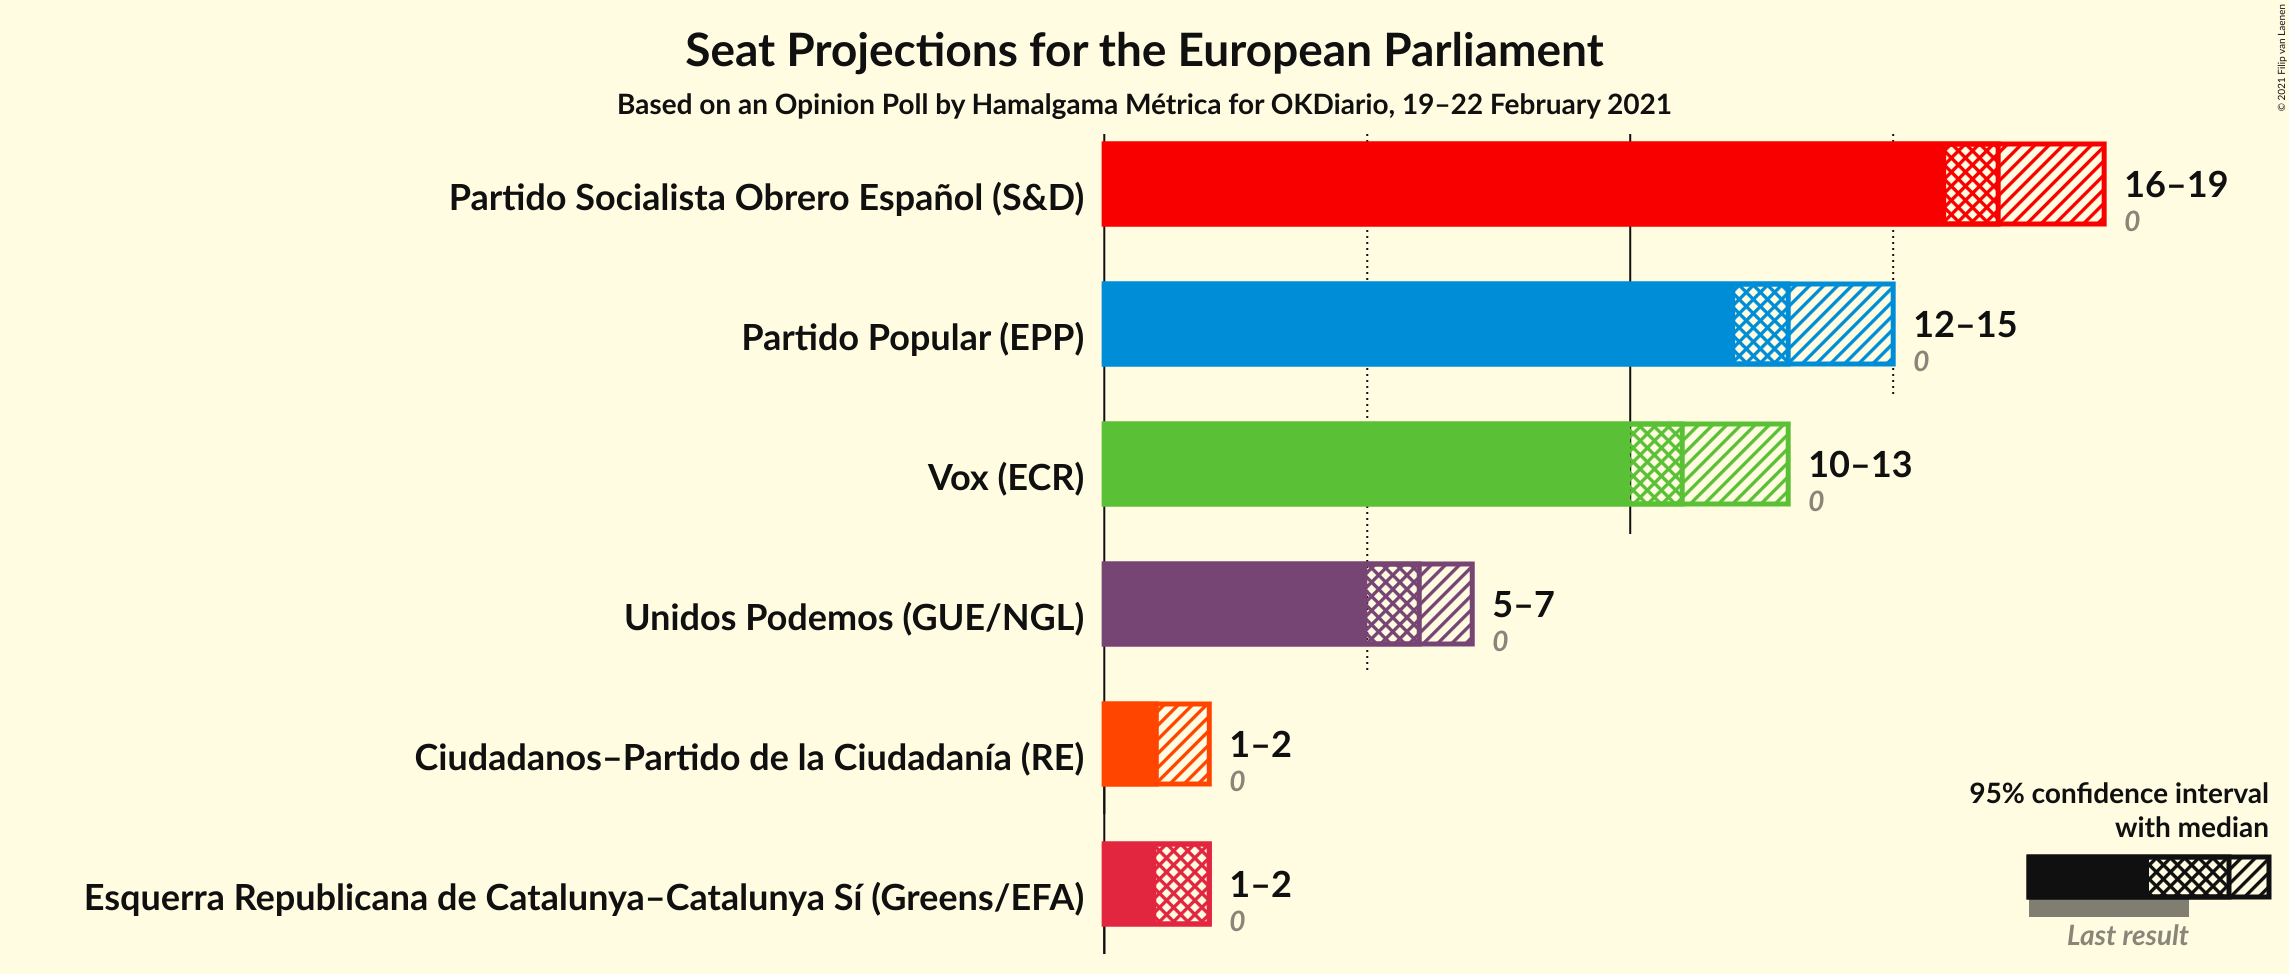 Seat Projections for the European Parliament
Based on an Opinion Poll by Hamalgama Métrica for OKDiario, 19–22 February 2021
© 2021 Filip van Laenen
Partido Socialista Obrero Español (S&D)
16–19
0
Partido Popular (EPP)
12–15
0
Vox (ECR)
10–13
0
Unidos Podemos (GUE/NGL)
5–7
0
Ciudadanos–Partido de la Ciudadanía (RE)
1–2
0
Esquerra Republicana de Catalunya–Catalunya Sí (Greens/EFA)
1–2
0
95% confidence interval
with median
Last result